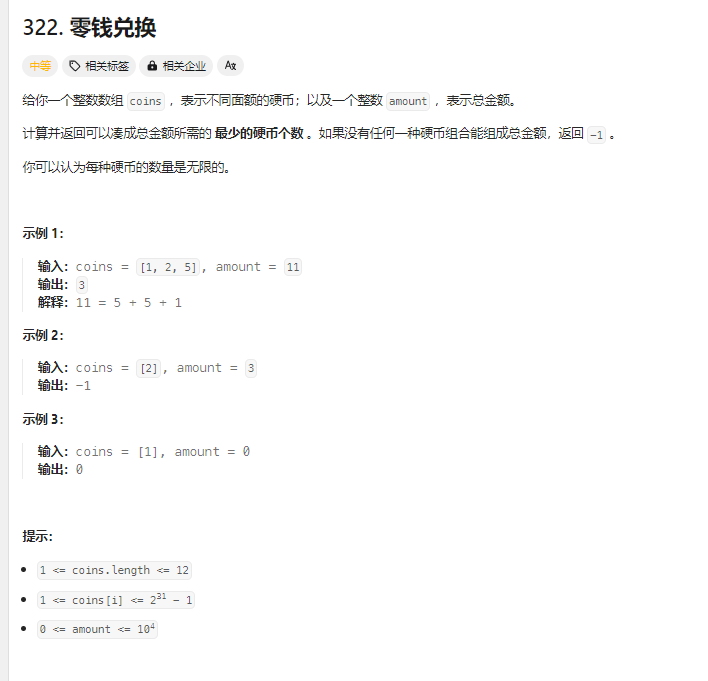 322. 零钱兑换
中等 相关标签 相关企业 Aあ
给你一个整数数组 coins ，表示不同面额的硬币；以及一个整数 amount ，表示总金额。
计算并返回可以凑成总金额所需的 最少的硬币个数 。如果没有任何一种硬币组合能组成总金额，返回 -1 。
你可以认为每种硬币的数量是无限的。
示例 1：
输入：coins = [1, 2, 5], amount = 11
输出：3
解释：11 = 5 + 5 + 1
示例 2：
输入：coins = [2], amount = 3
输出：-1
示例 3：
输入：coins = [1], amount = 0
输出：0
提示：
1 <= coins.length <= 12
1 <= coins[i] <= 2³¹ - 1
0 <= amount <= 10⁴